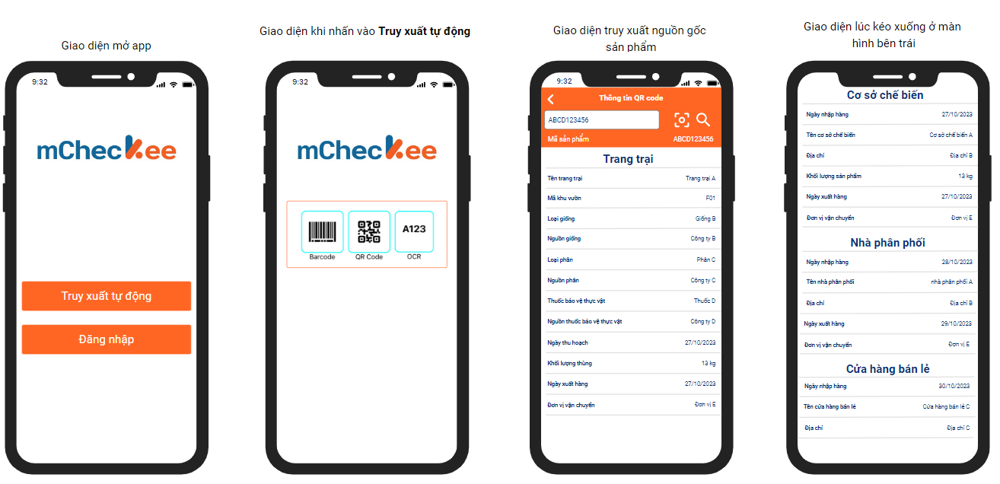 Giao diện mở app
9:32
mCheckee
Truy xuất tự động
Đăng nhập
Giao diện khi nhấn vào Truy xuất tự động
9:32
mCheckee
A123
Barcode
QR Code
OCR
Giao diện truy xuất nguồn gốc
sản phẩm
9:32
Thông tin QR code
ABCD123456
Mã sản phẩm ABCD123456
Trang trại
Tên trang trại Trang trại A
Mã khu vườn F01
Loại giống Giống B
Nguồn giống Công ty B
Loại phân Phân C
Nguồn phân Công ty C
Thuốc bảo vệ thực vật Thuốc D
Nguồn thuốc bảo vệ thực vật Công ty D
Ngày thu hoạch 27/10/2023
Khối lượng thùng 13 kg
Ngày xuất hàng 27/10/2023
Đơn vị vận chuyển Đơn vị E
Giao diện lúc kéo xuống ở màn
hình bên trái
Cơ sở chế biến
Ngày nhập hàng 27/10/2023
Tên cơ sở chế biến Cơ sở chế biến A
Địa chỉ Địa chỉ B
Khối lượng sản phẩm 13 kg
Ngày xuất hàng 27/10/2023
Đơn vị vận chuyển Đơn vị E
Nhà phân phối
Ngày nhập hàng 28/10/2023
Tên nhà phân phối nhà phân phối A
Địa chỉ Địa chỉ B
Ngày xuất hàng 29/10/2023
Đơn vị vận chuyển Đơn vị E
Cửa hàng bán lẻ
Ngày nhập hàng 30/10/2023
Tên cửa hàng bán lẻ Cửa hàng bán lẻ C
Địa chỉ Địa chỉ C